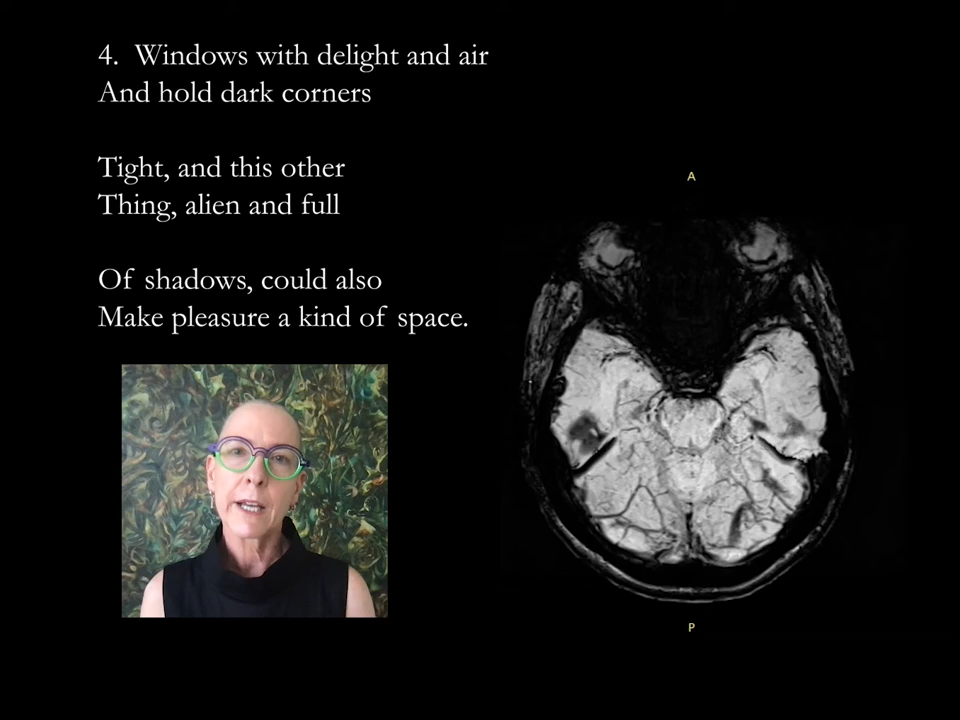 4. Windows with delight and air
And hold dark corners
Tight, and this other
Thing, alien and full
Of shadows, could also
Make pleasure a kind of space.
A
P